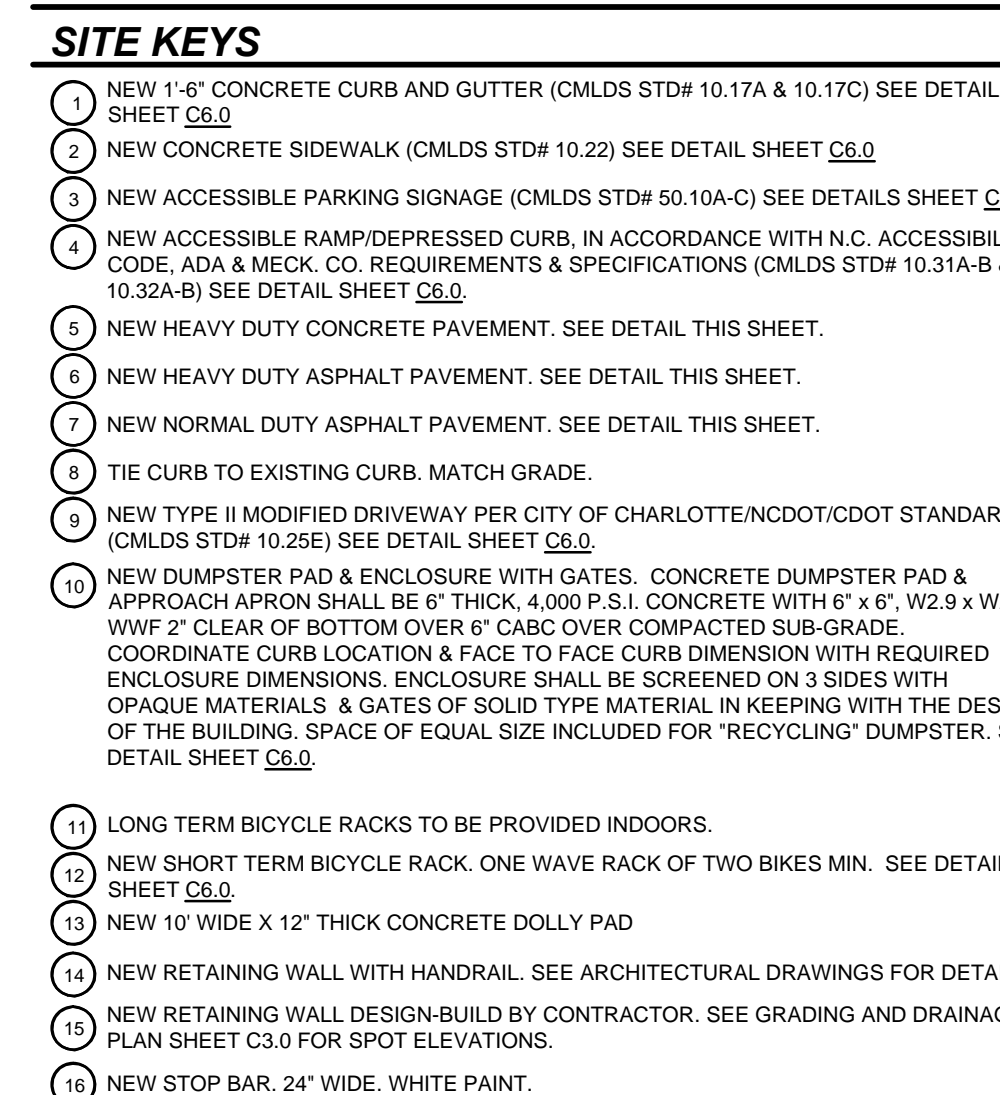 SITE KEYS
1 NEW 1'-6" CONCRETE CURB AND GUTTER (CMLDS STD# 10.17A & 10.17C) SEE DETAIL
SHEET C6.0
2 NEW CONCRETE SIDEWALK (CMLDS STD# 10.22) SEE DETAIL SHEET C6.0
3 NEW ACCESSIBLE PARKING SIGNAGE (CMLDS STD# 50.10A-C) SEE DETAILS SHEET
4 NEW ACCESSIBLE RAMP/DEPRESSED CURB, IN ACCORDANCE WITH N.C.
CODE, ADA & MECK. CO. REQUIREMENTS & SPECIFICATIONS (CMLDS STD# 10.31A-B
10.32A-B) SEE DETAIL SHEET C6.0.
5 NEW HEAVY DUTY CONCRETE PAVEMENT. SEE DETAIL THIS SHEET.
6 NEW HEAVY DUTY ASPHALT PAVEMENT. SEE DETAIL THIS SHEET.
7 NEW NORMAL DUTY ASPHALT PAVEMENT. SEE DETAIL THIS SHEET.
8 TIE CURB TO EXISTING CURB. MATCH GRADE.
9 NEW TYPE II MODIFIED DRIVEWAY PER CITY OF CHARLOTTE/NCDOT/CDOT
(CMLDS STD# 10.25E) SEE DETAIL SHEET C6.0.
10 NEW DUMPSTER PAD & ENCLOSURE WITH GATES. CONCRETE DUMPSTER PAD &
APPROACH APRON SHALL BE 6" THICK, 4,000 P.S.I. CONCRETE WITH 6" x 6", W2.9 x
WWF 2" CLEAR OF BOTTOM OVER 6" CABC OVER COMPACTED SUB-GRADE.
COORDINATE CURB LOCATION & FACE TO FACE CURB DIMENSION WITH REQUIRED
ENCLOSURE DIMENSIONS. ENCLOSURE SHALL BE SCREENED ON 3 SIDES WITH
OPAQUE MATERIALS & GATES OF SOLID TYPE MATERIAL IN KEEPING WITH THE
OF THE BUILDING. SPACE OF EQUAL SIZE INCLUDED FOR "RECYCLING" DUMPSTER.
DETAIL SHEET C6.0.
11 LONG TERM BICYCLE RACKS TO BE PROVIDED INDOORS.
12 NEW SHORT TERM BICYCLE RACK. ONE WAVE RACK OF TWO BIKES MIN. SEE DETAIL
SHEET C6.0.
13 NEW 10' WIDE X 12" THICK CONCRETE DOLLY PAD
14 NEW RETAINING WALL WITH HANDRAIL. SEE ARCHITECTURAL DRAWINGS FOR
15 NEW RETAINING WALL DESIGN-BUILD BY CONTRACTOR. SEE GRADING AND
PLAN SHEET C3.0 FOR SPOT ELEVATIONS.
16 NEW STOP BAR. 24" WIDE. WHITE PAINT.